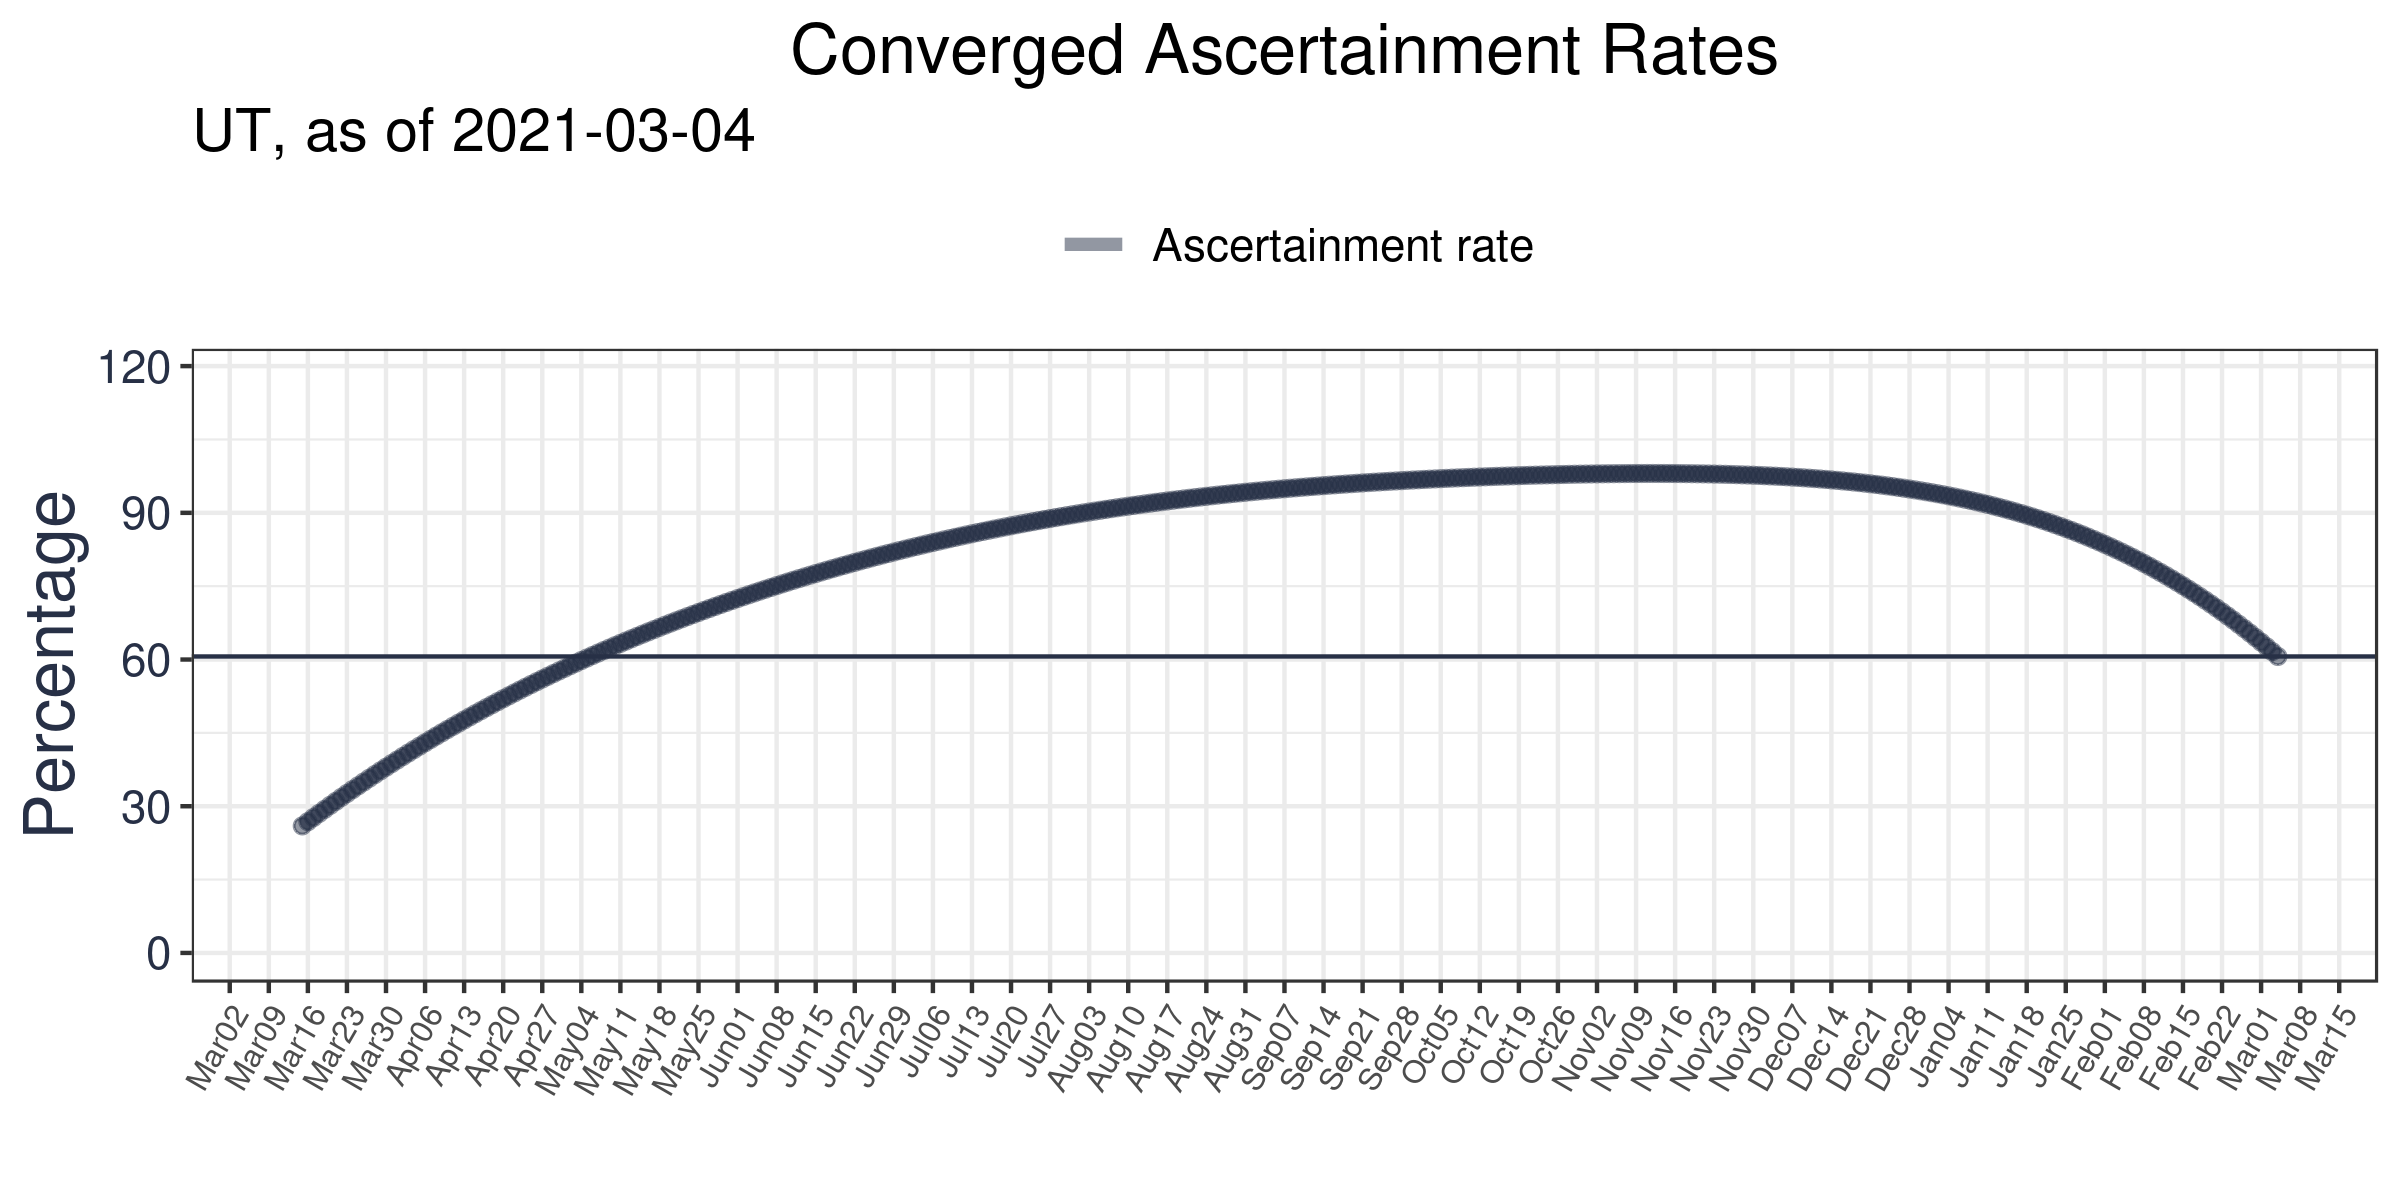 Converged Ascertainment Rates
UT, as of 2021-03-04
Ascertainment rate
Percentage
120
90
60
30
0
Mar02 Mar09 Mar16 Mar23 Mar30 Apr06 Apr13 Apr20 Apr27 May04 May11 May18 May25 Jun01 Jun08 Jun15 Jun22 Jun29 Jul06 Jul13 Jul20 Jul27 Aug03 Aug10 Aug17 Aug24 Aug31 Sep07 Sep14 Sep21 Sep28 Oct05 Oct12 Oct19 Oct26 Nov02 Nov09 Nov16 Nov23 Nov30 Dec07 Dec14 Dec21 Dec28 Jan04 Jan11 Jan18 Jan25 Feb01 Feb08 Feb15 Feb22 Mar01 Mar08 Mar15